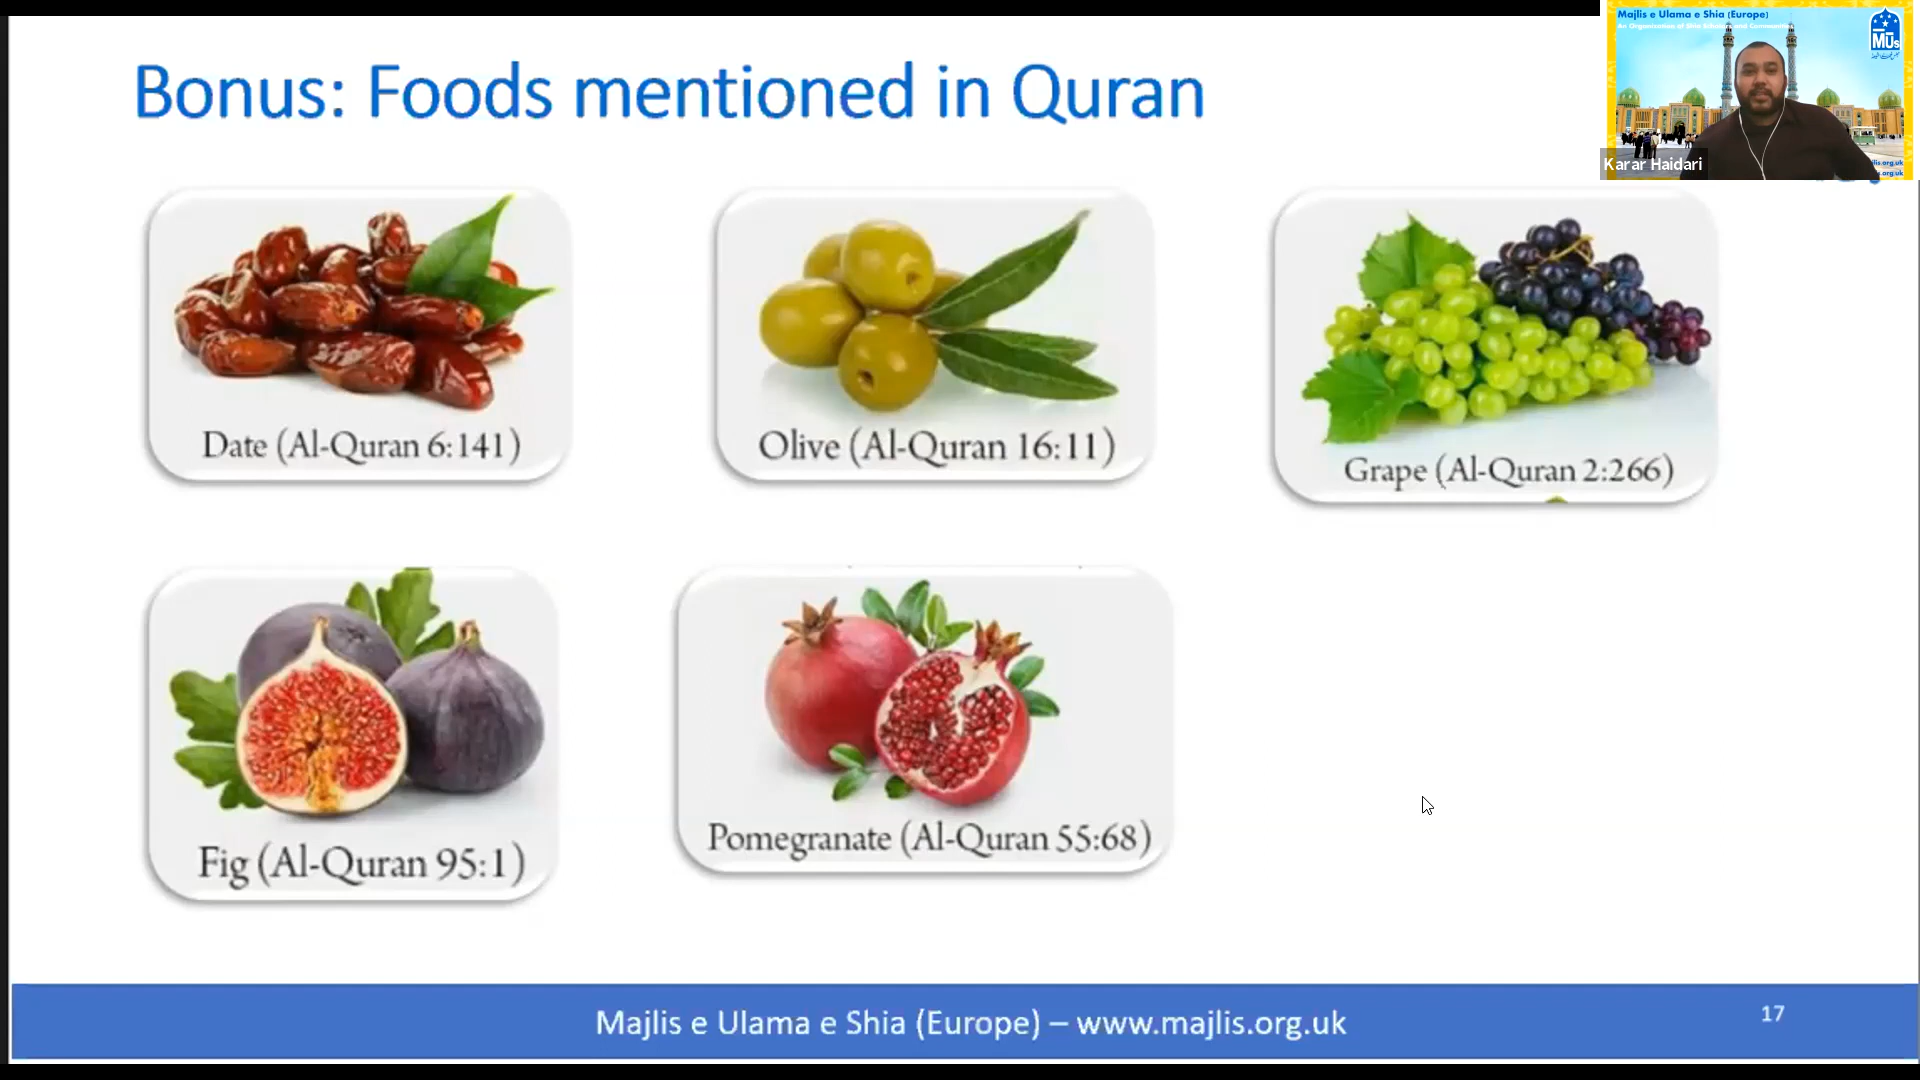 Bonus: Foods mentioned in Quran
Majlis e Ulama e Shia (Europe)
MUs
Karar Haidari
Date (Al-Quran 6:141)
Olive (Al-Quran 16:11)
Grape (Al-Quran 2:266)
Fig (Al-Quran 95:1)
Pomegranate (Al-Quran 55:68)
Majlis e Ulama e Shia (Europe) – www.majlis.org.uk
17